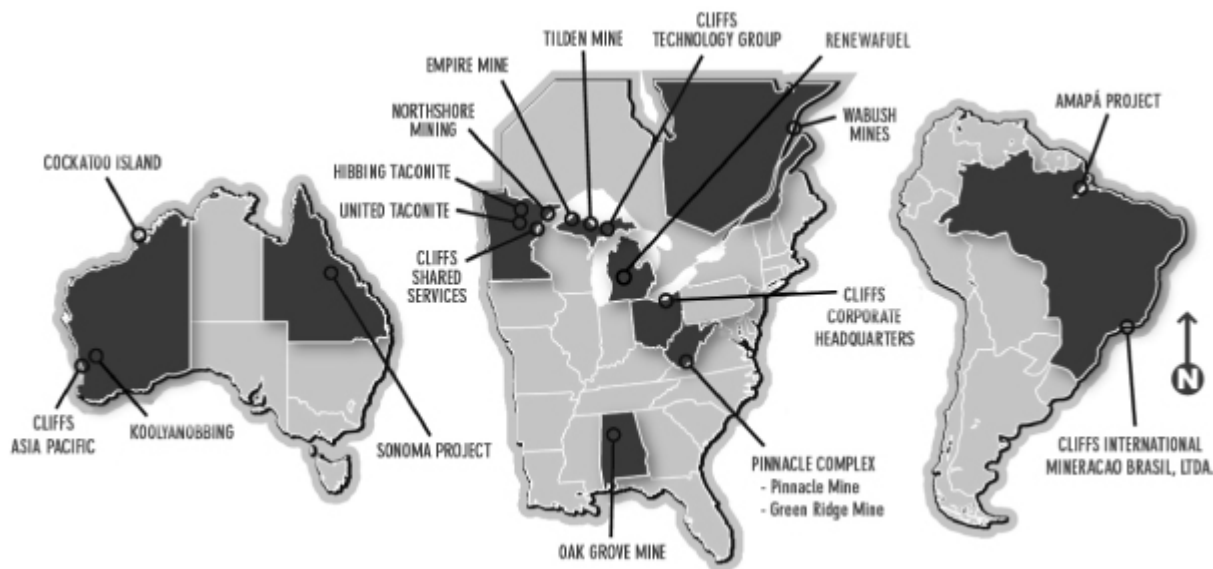 CLIFFS
TECHNOLOGY GROUP
TILDEN MINE
RENEWAFUEL
EMPIRE MINE
AMAPÁ PROJECT
NORTHSHORE
MINING
WABUSH
MINES
COCKATOO ISLAND
HIBBING TACONITE
UNITED TACONITE
CLIFFS
SHARED
SERVICES
CLIFFS
CORPORATE
HEADQUARTERS
N
CLIFFS
ASIA PACIFIC
KOOLYANOBBING
SONOMA PROJECT
PINNACLE COMPLEX
- Pinnacle Mine
- Green Ridge Mine
CLIFFS INTERNATIONAL
MINERACAO BRASIL, LTDA.
OAK GROVE MINE